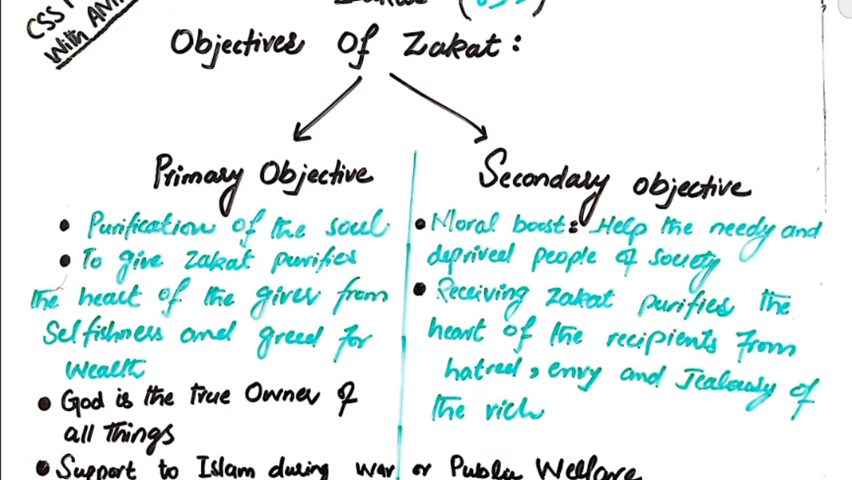 CSS
With
Objectives Of Zakat:
Primary Objective
• Purification of the soul
• To give Zakat purifies
the heart of the giver from
Selfishness and greed for
Wealth
• God is the true Owner of
all Things
• Support to Islam during war or Public Welfare
Secondary objective
• Moral boost: Help the needy and
deprived people of society
• Receiving Zakat purifies the
heart of the recipients from
hatred, envy and Jealousy of
the rich